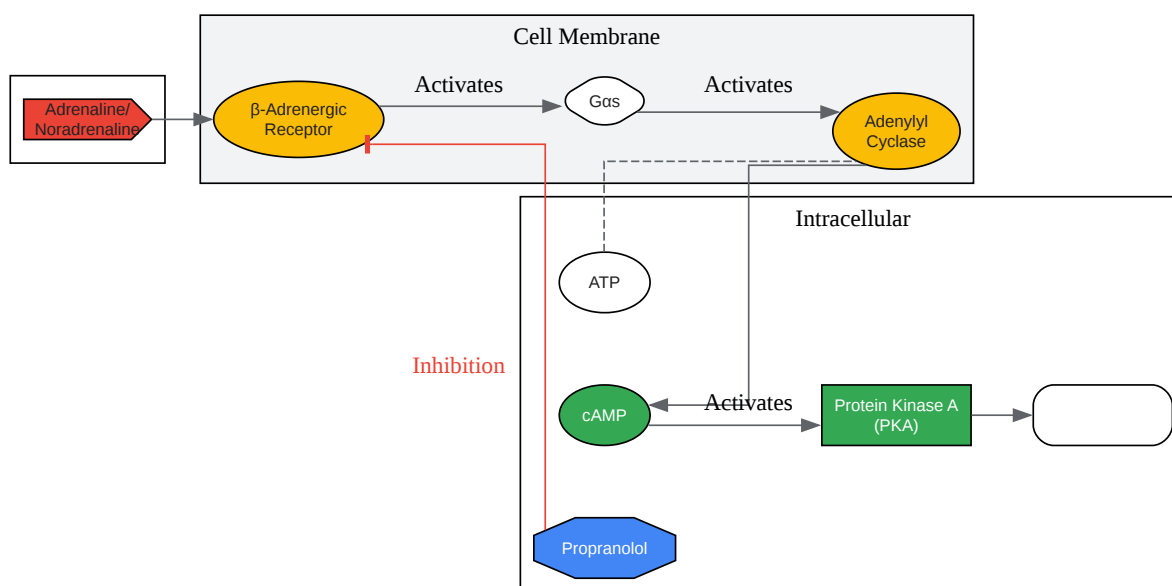 Cell Membrane
Adrenaline/
Noradrenaline
β-Adrenergic
Receptor
Activates
Gαs
Activates
Adenylyl
Cyclase
Intracellular
ATP
Inhibition
cAMP
Activates
Protein Kinase A
(PKA)
Propranolol